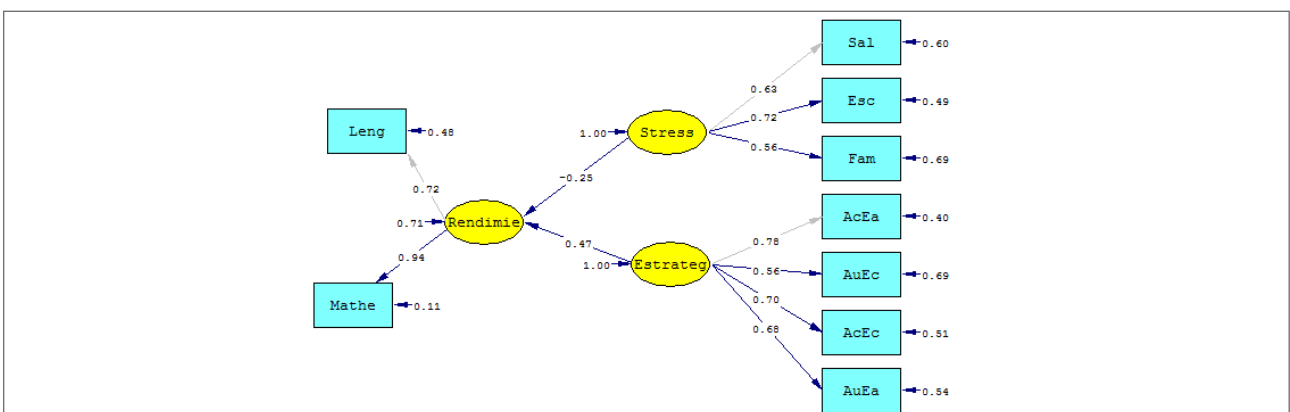 Sal
0.60
0.63
Esc
0.49
0.72
Leng
0.48
1.00
Stress
0.56
Fam
0.69
-0.25
0.72
AcEa
0.40
0.71
Rendimie
0.78
0.47
0.94
1.00
Estrateg
0.56
AuEc
0.69
0.70
Mathe
0.11
0.68
AcEc
0.51
AuEa
0.54